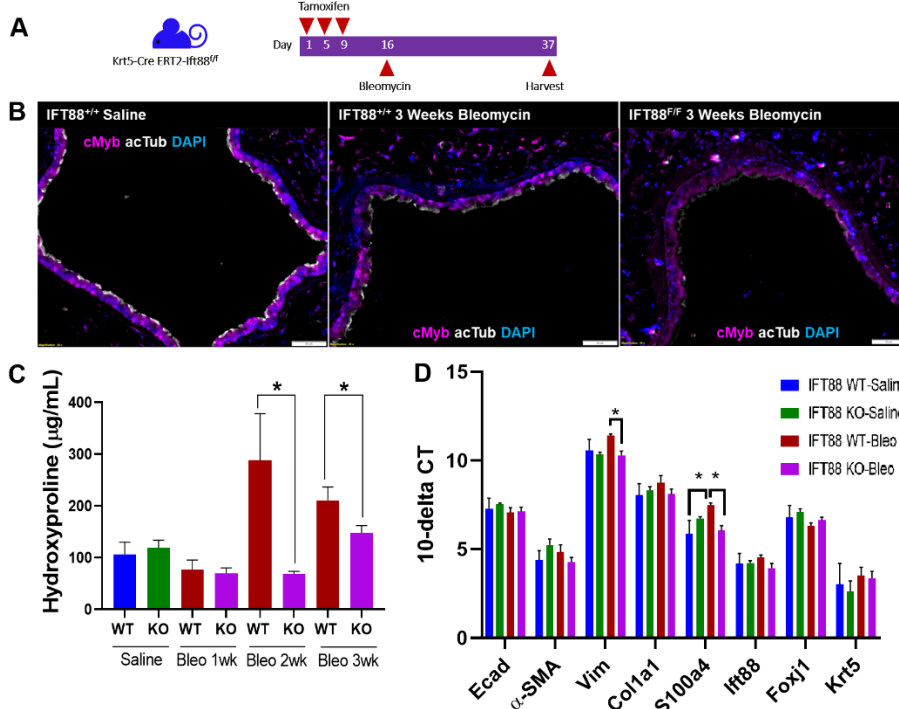 A
Tamoxifen
Day 1 5 9 16 37
Krt5-Cre ERT2-Ift88f/f
Bleomycin Harvest
B
IFT88+/+ Saline
cMyb acTub DAPI
IFT88+/+ 3 Weeks Bleomycin
cMyb acTub DAPI
IFT88F/F 3 Weeks Bleomycin
cMyb acTub DAPI
C
Hydroxyproline (µg/mL)
400
300
200
100
0
* *
WT KO WT KO WT KO WT KO
Saline Bleo 1wk Bleo 2wk Bleo 3wk
D
10-delta CT
15
10
5
0
* * *
IFT88 WT-Salin
IFT88 KO-Saline
IFT88 WT-Bleo
IFT88 KO-Bleo
Ecad
α-SMA
Vim
Col1a1
S100a4
Ift88
Foxj1
Krt5